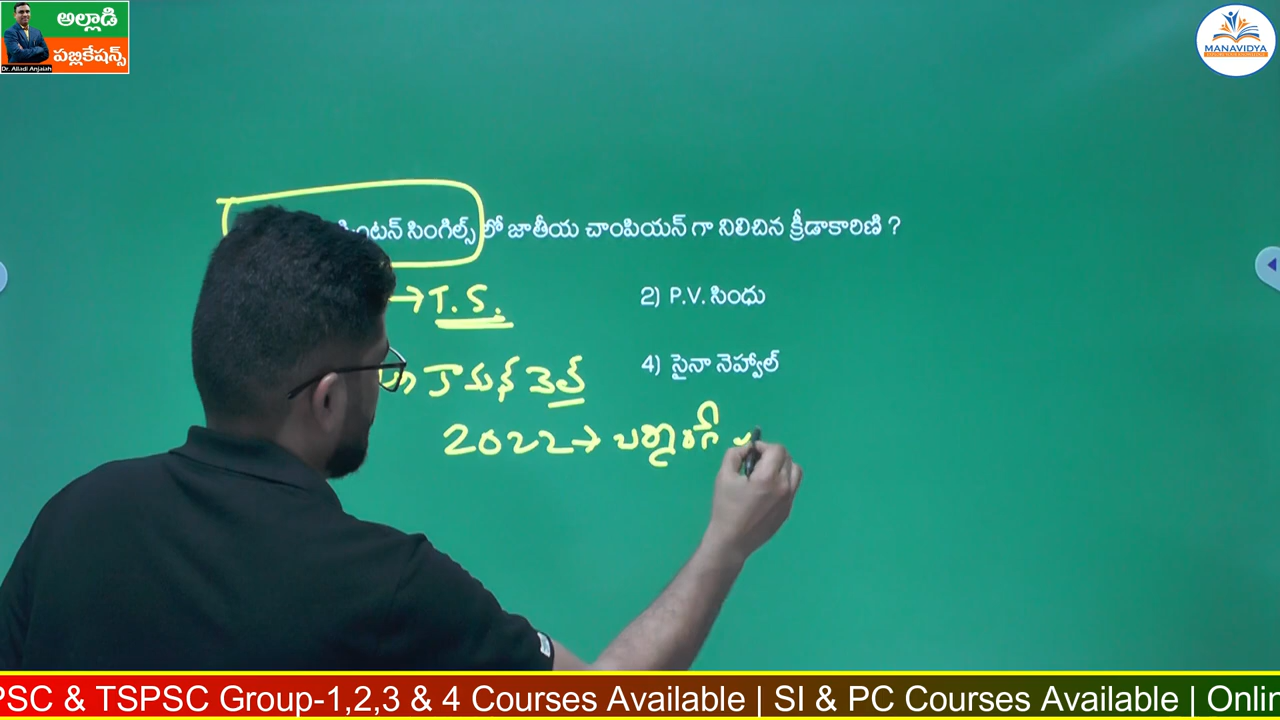 అల్లాడి
పబ్లికేషన్స్
Dr. Alladi Anjaiah
MANAVIDYA
సింగిల్స్ లో జాతీయ చాంపియన్ గా నిలిచిన క్రీడాకారిణి ?
→ T. S.
2) P.V. సింధు
కామన్ వెల్త్
4) సైనా నెహ్వాల్
2022 →
PSC & TSPSC Group-1,2,3 & 4 Courses Available | SI & PC Courses Available | Onlin